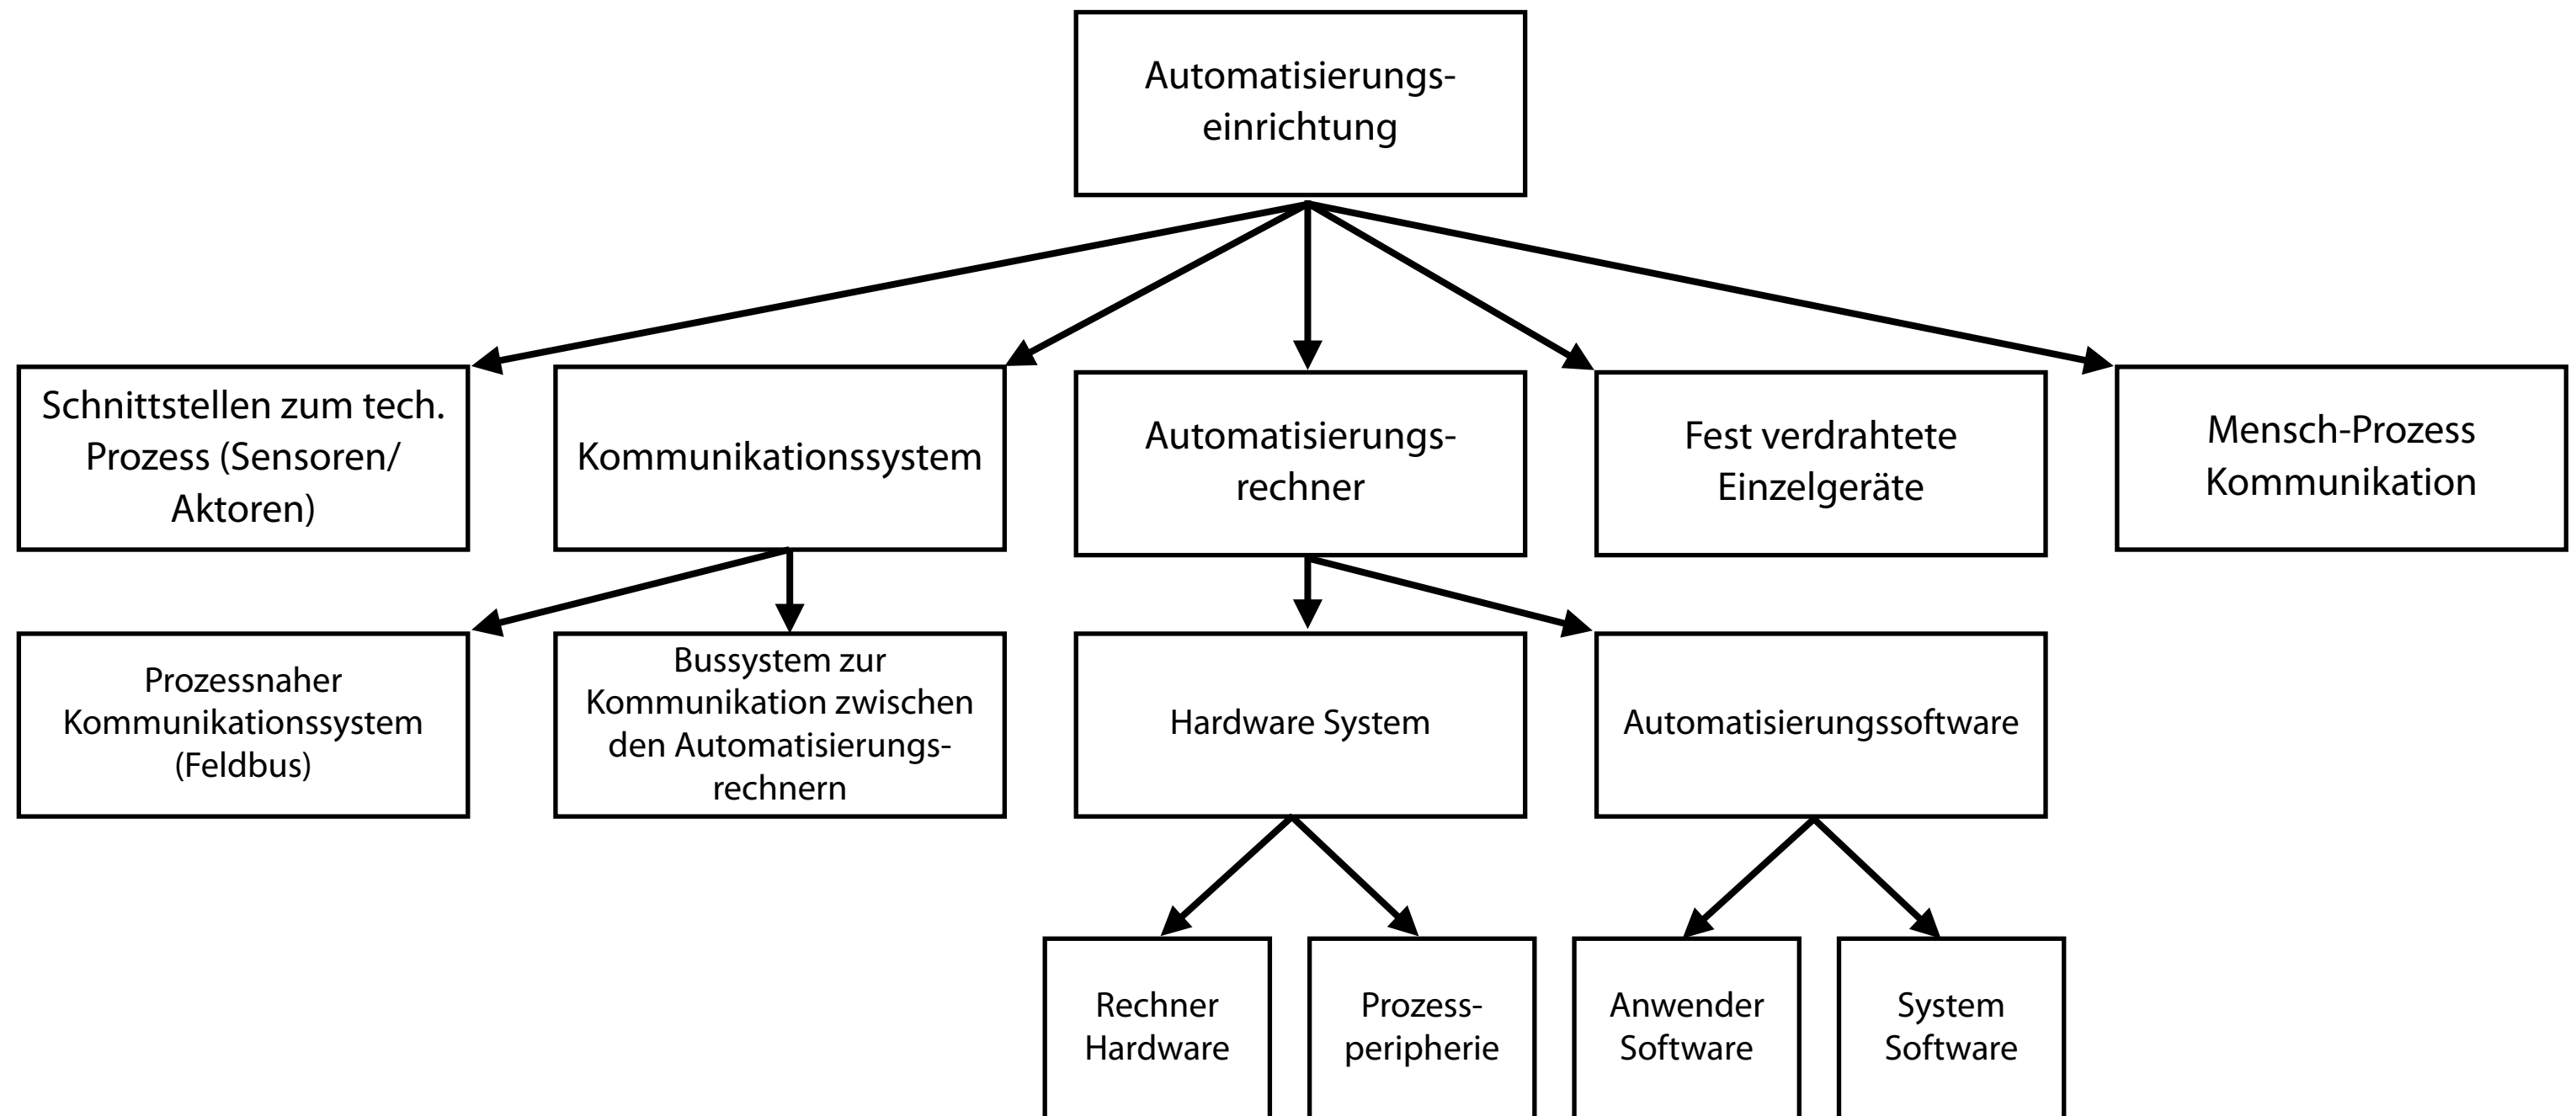 Automatisierungs-
einrichtung
Schnittstellen zum tech.
Prozess (Sensoren/
Aktoren)
Kommunikationssystem
Automatisierungs-
rechner
Fest verdrahtete
Einzelgeräte
Mensch-Prozess
Kommunikation
Prozessnaher
Kommunikationssystem
(Feldbus)
Bussystem zur
Kommunikation zwischen
den Automatisierungs-
rechnern
Hardware System
Automatisierungssoftware
Rechner
Hardware
Prozess-
peripherie
Anwender
Software
System
Software